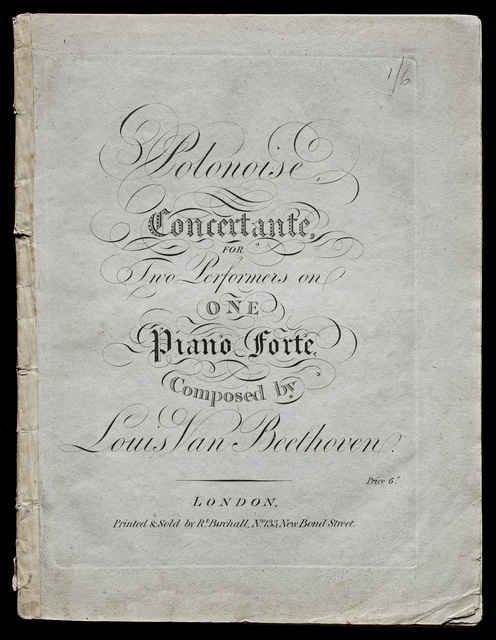 1/6
Polonoise,
Concertante,
FOR
Two Performers on
ONE
Piano Forte,
Composed by
Louis Van Beethoven.
Price 6.s
LONDON,
Printed & Sold by Rt. Birchall, No. 133, New Bond Street.